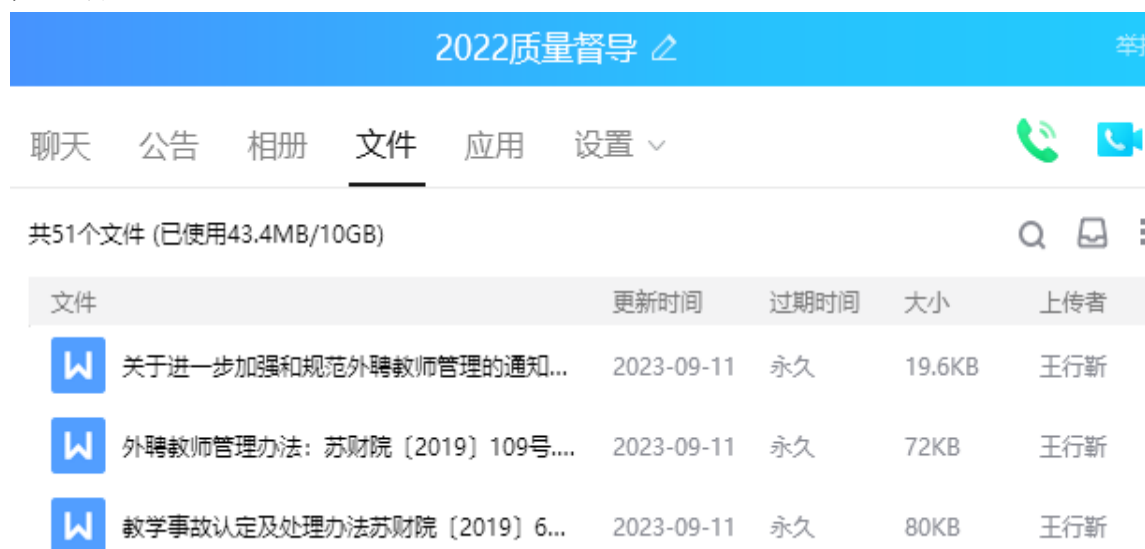 2022质量督导
聊天 公告 相册 文件 应用 设置
共51个文件 (已使用43.4MB/10GB)
文件 更新时间 过期时间 大小 上传者
关于进一步加强和规范外聘教师管理的通知... 2023-09-11 永久 19.6KB 王行靳
外聘教师管理办法：苏财院〔2019〕109号.... 2023-09-11 永久 72KB 王行靳
教学事故认定及处理办法苏财院〔2019〕6... 2023-09-11 永久 80KB 王行靳